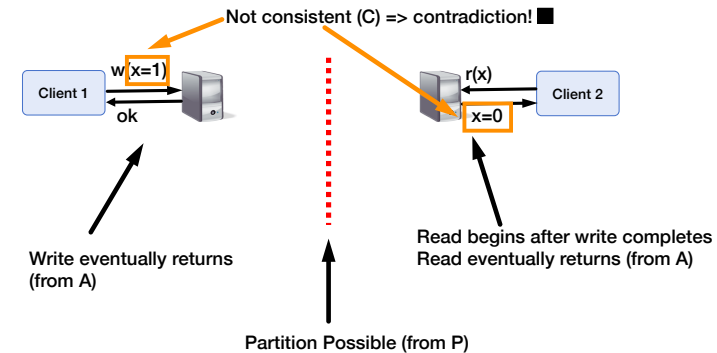 Not consistent (C) => contradiction!
w(x=1)
r(x)
Client 1
Client 2
ok
x=0
Write eventually returns
(from A)
Read begins after write completes
Read eventually returns (from A)
Partition Possible (from P)